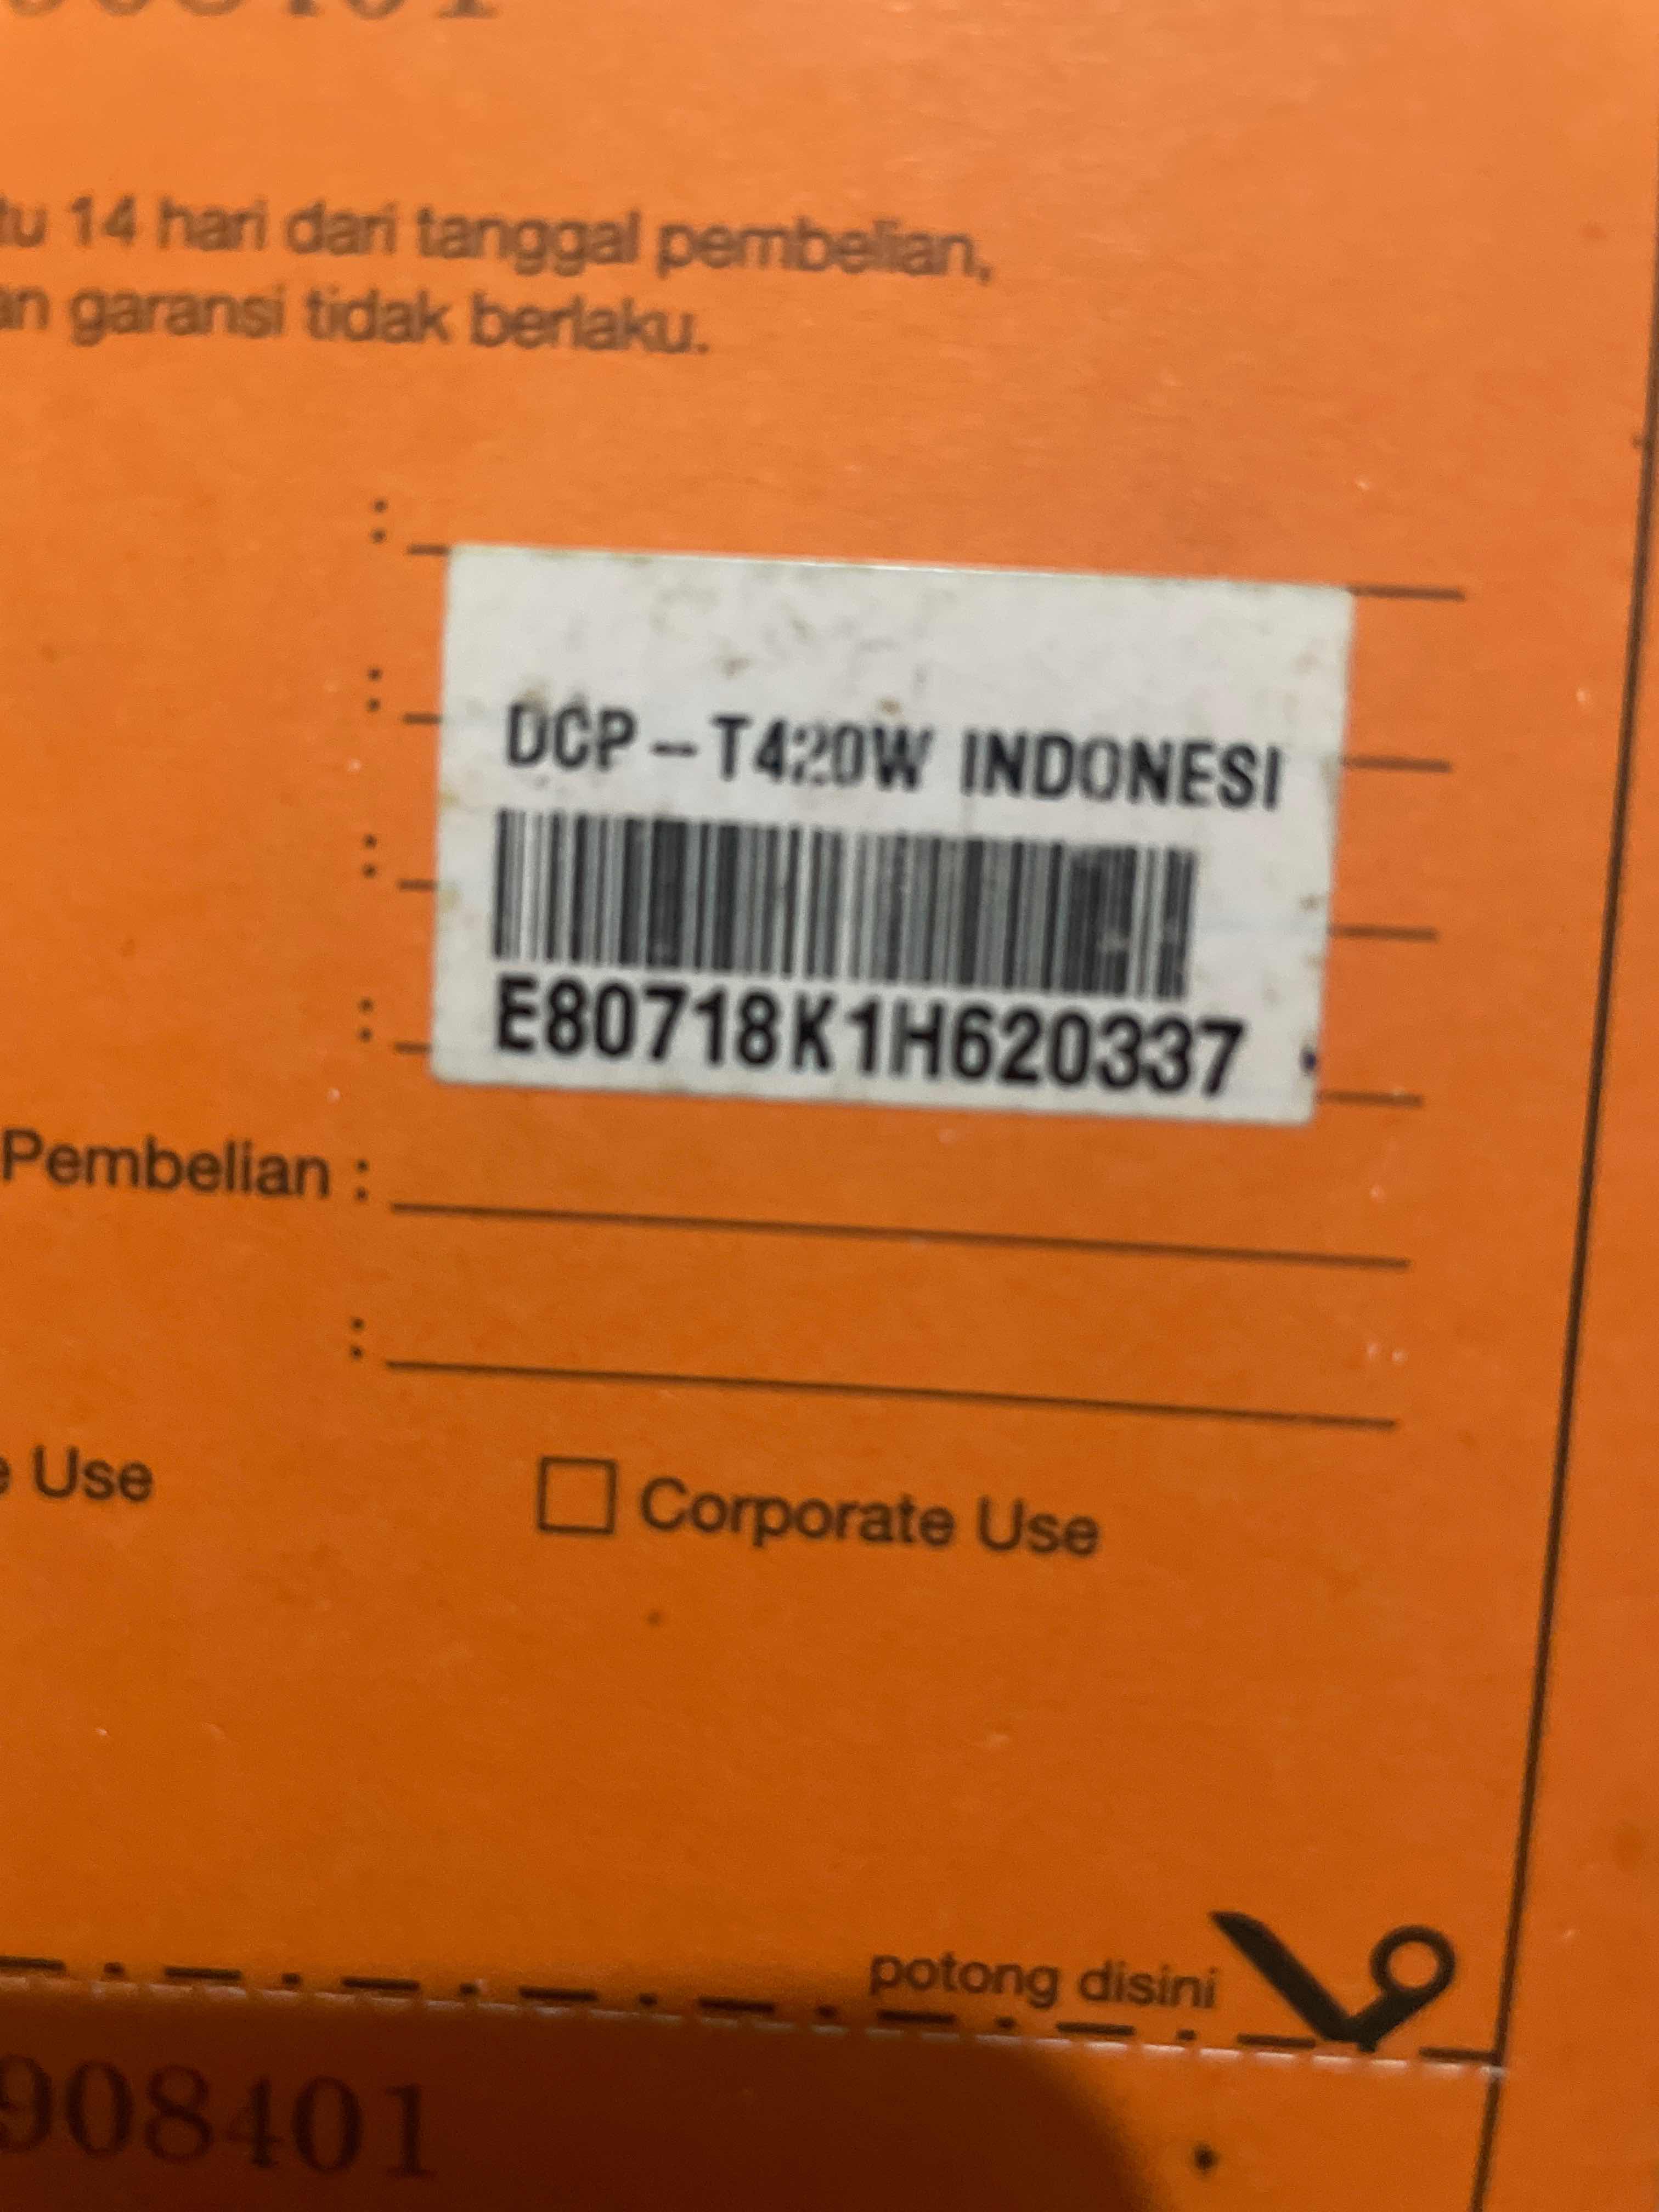 tu 14 hari dari tanggal pembelian,
an garansi tidak berlaku.
:
:
DCP-T420W INDONESI
:
E80718K1H620337
:
Pembelian :
:
e Use
Corporate Use
potong disini
908401